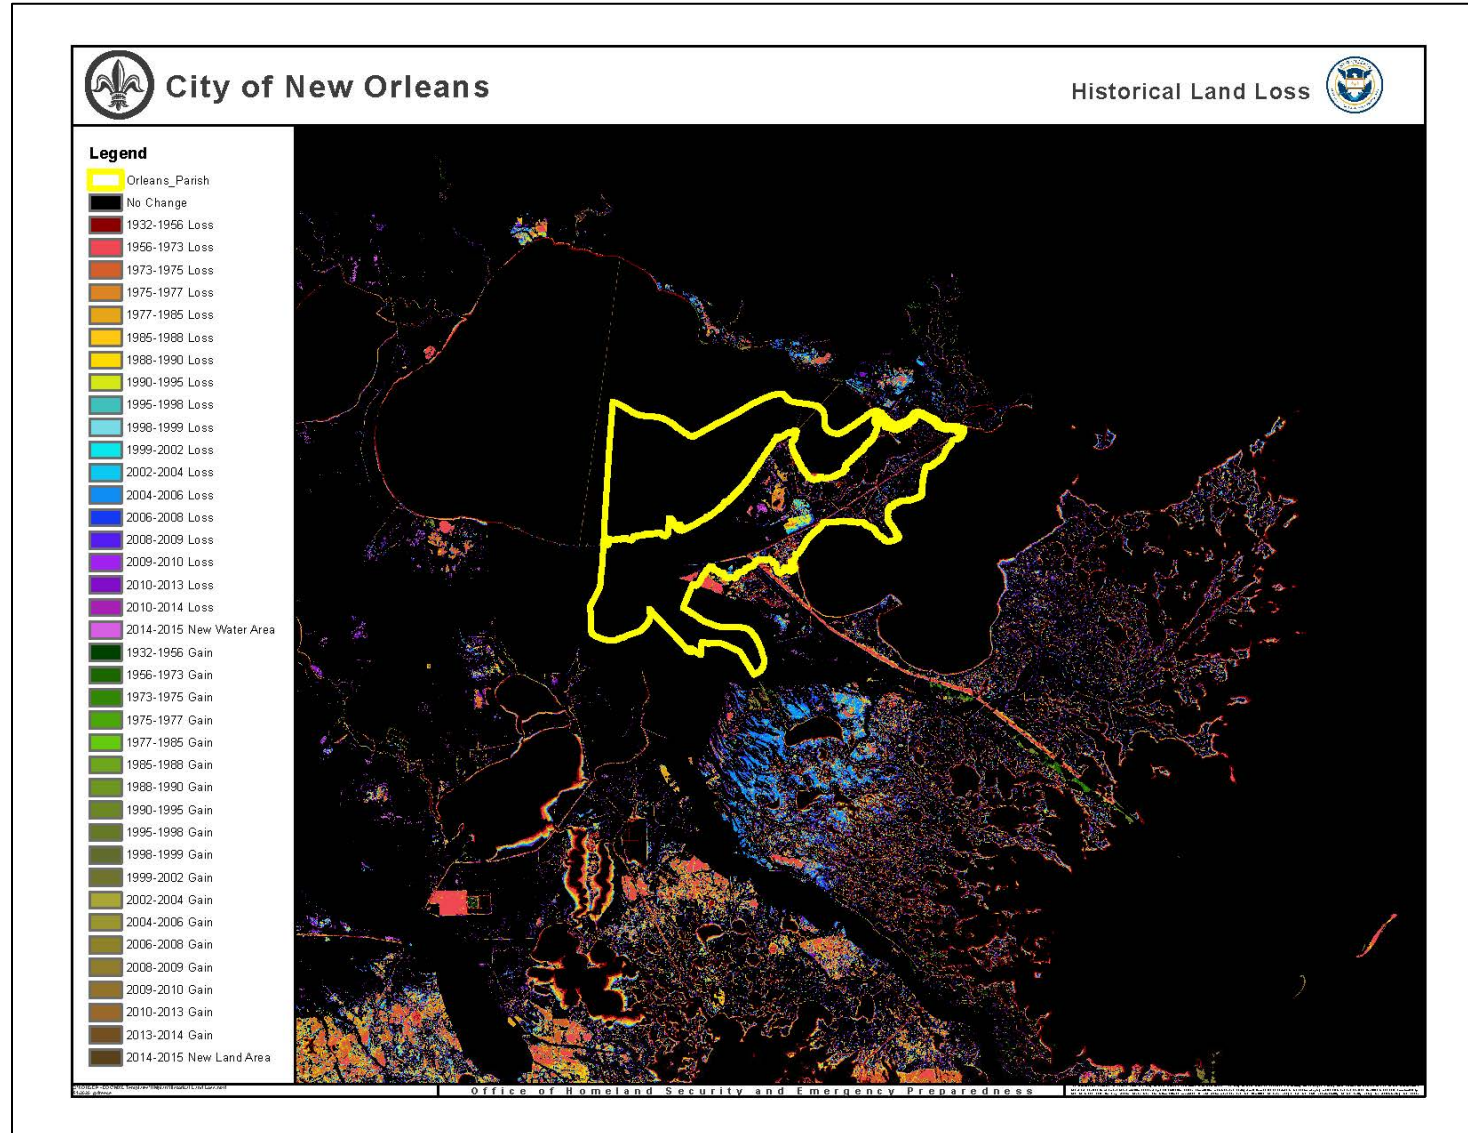 City of New Orleans
Historical Land Loss
Legend
Orleans_Parish
No Change
1932-1956 Loss
1956-1973 Loss
1973-1975 Loss
1975-1977 Loss
1977-1985 Loss
1985-1988 Loss
1988-1990 Loss
1990-1995 Loss
1995-1998 Loss
1998-1999 Loss
1999-2002 Loss
2002-2004 Loss
2004-2006 Loss
2006-2008 Loss
2008-2009 Loss
2009-2010 Loss
2010-2013 Loss
2010-2014 Loss
2014-2015 New Water Area
1932-1956 Gain
1956-1973 Gain
1973-1975 Gain
1975-1977 Gain
1977-1985 Gain
1985-1988 Gain
1988-1990 Gain
1990-1995 Gain
1995-1998 Gain
1998-1999 Gain
1999-2002 Gain
2002-2004 Gain
2004-2006 Gain
2006-2008 Gain
2008-2009 Gain
2009-2010 Gain
2010-2013 Gain
2013-2014 Gain
2014-2015 New Land Area
Office of Homeland Security and Emergency Preparedness